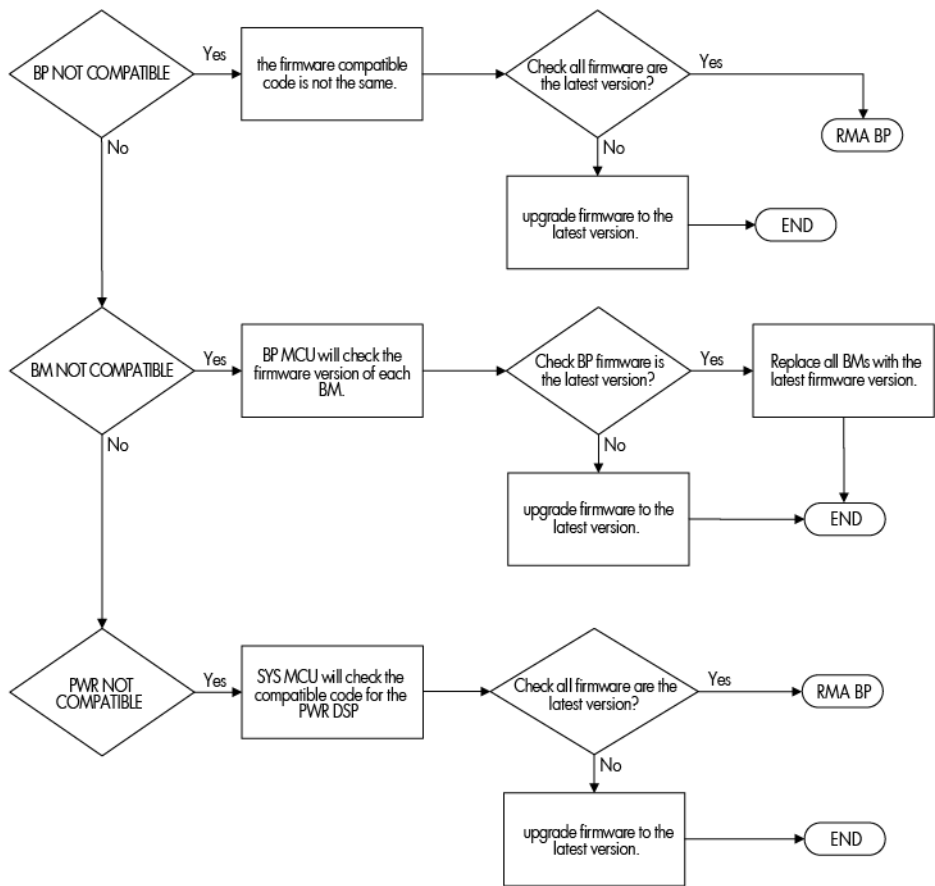 BP NOT COMPATIBLE
Yes
the firmware compatible
code is not the same.
Check all firmware are
the latest version?
Yes
RMA BP
No
No
upgrade firmware to the
latest version.
END
BM NOT COMPATIBLE
Yes
BP MCU will check the
firmware version of each
BM.
Check BP firmware is
the latest version?
Yes
Replace all BMs with the
latest firmware version.
No
No
upgrade firmware to the
latest version.
END
PWR NOT
COMPATIBLE
Yes
SYS MCU will check the
compatible code for the
PWR DSP
Check all firmware are the
latest version?
Yes
RMA BP
No
upgrade firmware to the
latest version.
END